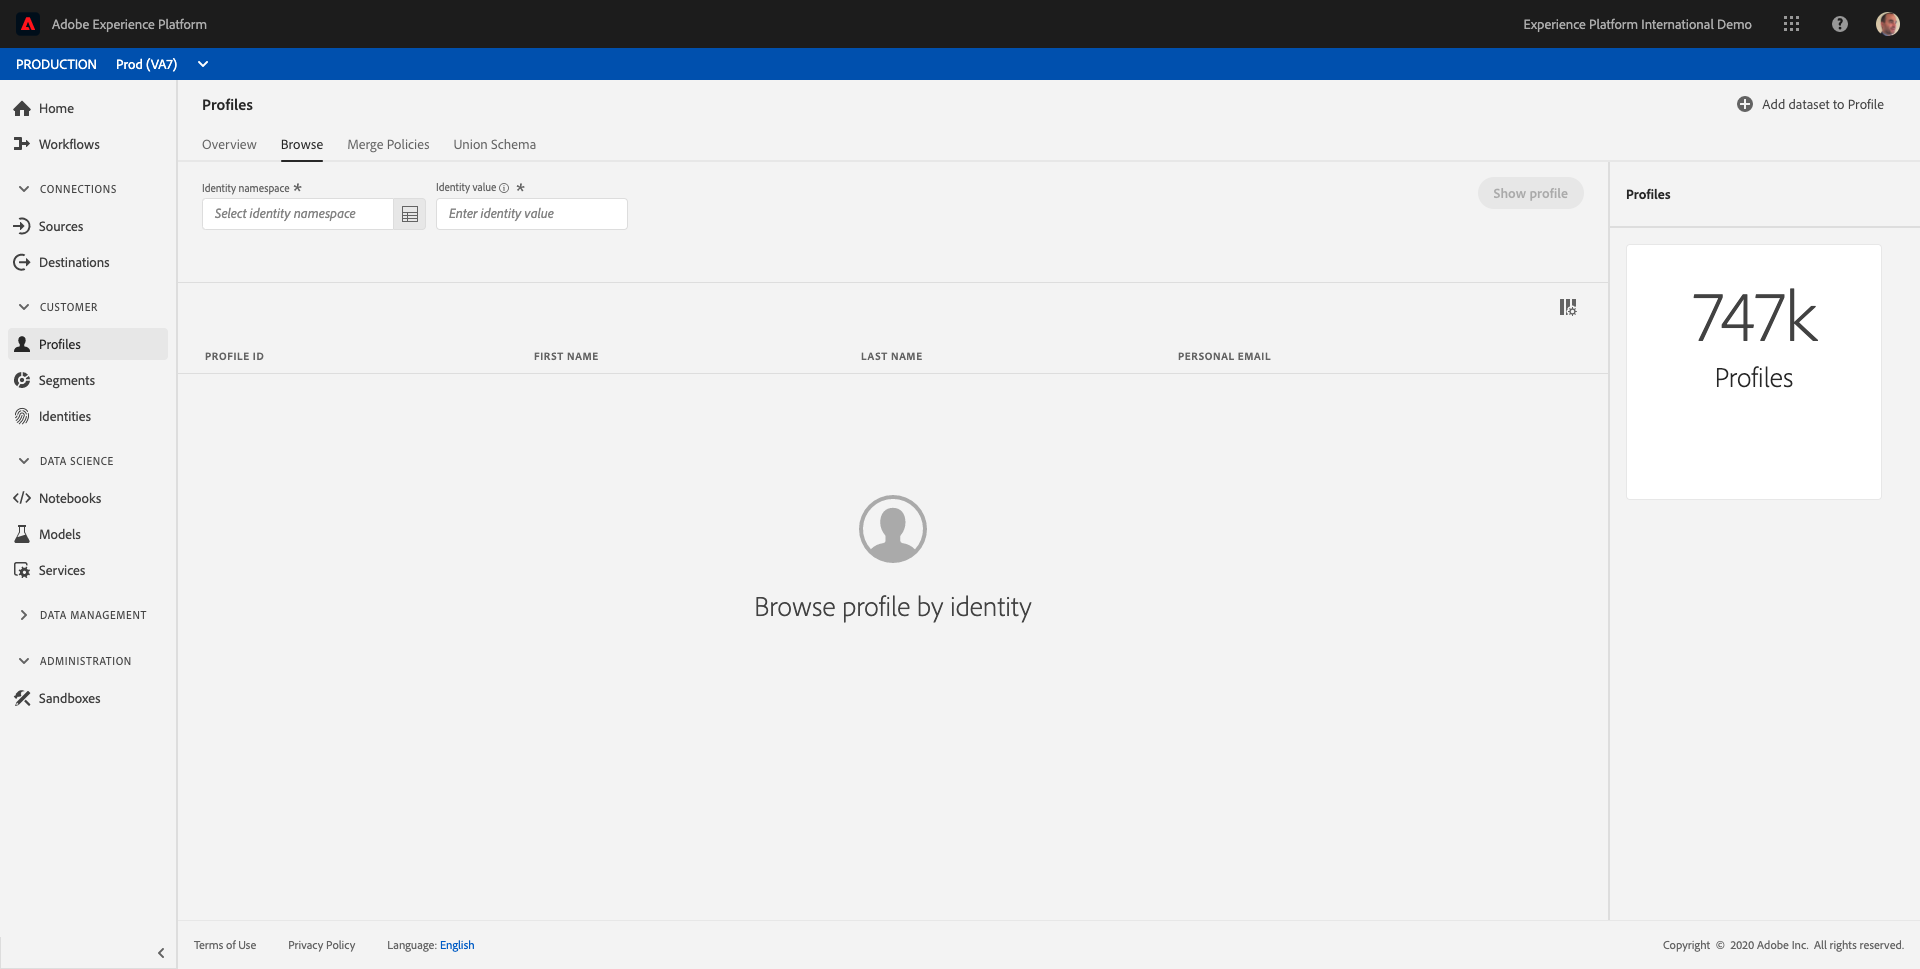 Adobe Experience Platform
Experience Platform International Demo
PRODUCTION Prod (VA7)
Home
Workflows
CONNECTIONS
Sources
Destinations
CUSTOMER
Profiles
Segments
Identities
DATA SCIENCE
Notebooks
Models
Services
DATA MANAGEMENT
ADMINISTRATION
Sandboxes
Profiles
Add dataset to Profile
Overview Browse Merge Policies Union Schema
Identity namespace *
Select identity namespace
Identity value *
Enter identity value
Show profile
PROFILE ID FIRST NAME LAST NAME PERSONAL EMAIL
Browse profile by identity
Profiles
747k
Profiles
Terms of Use Privacy Policy Language: English
Copyright © 2020 Adobe Inc. All rights reserved.